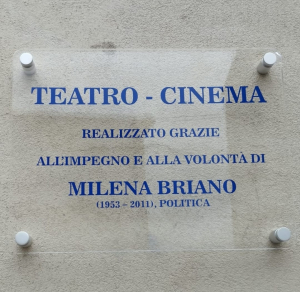 TEATRO - CINEMA
REALIZZATO GRAZIE
ALL'IMPEGNO E ALLA VOLONTÀ DI
MILENA BRIANO
(1953 - 2011), POLITICA